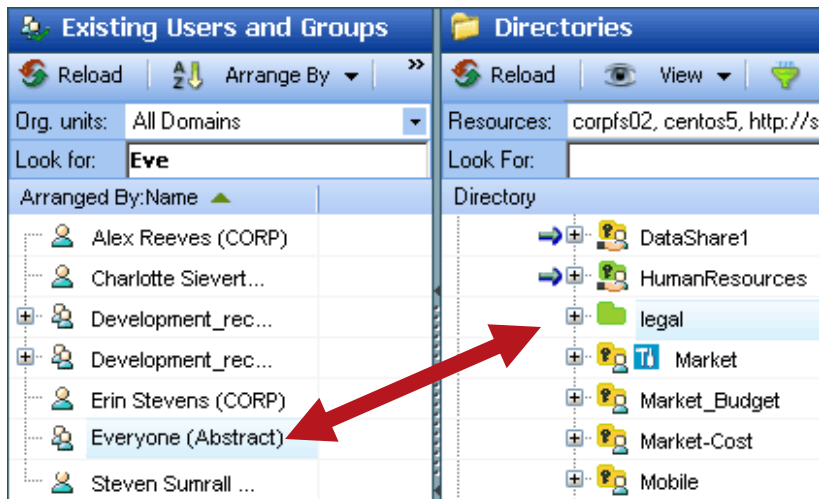 Existing Users and Groups
Reload A Z Arrange By »
Org. units: All Domains
Look for: Eve
Arranged By:Name
Alex Reeves (CORP)
Charlotte Sievert...
Development_rec...
Development_rec...
Erin Stevens (CORP)
Everyone (Abstract)
Steven Sumrall ...
Directories
Reload View
Resources: corpfs02, centos5, http://s
Look For:
Directory
DataShare1
HumanResources
legal
Market
Market_Budget
Market-Cost
Mobile